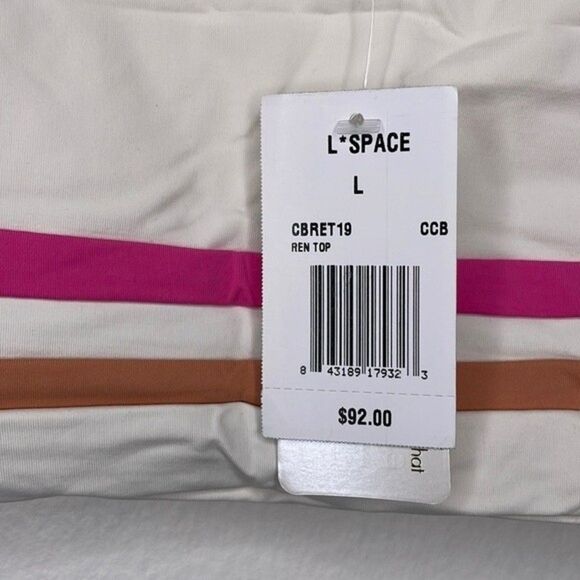 L*SPACE
L
CBRET19 CCB
REN TOP
8 43189 17932 3
$92.00